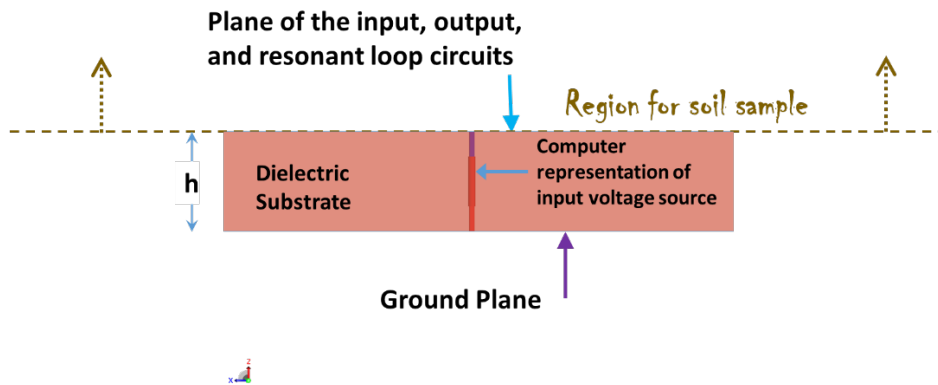 Plane of the input, output,
and resonant loop circuits
Region for soil sample
h
Dielectric
Substrate
Computer
representation of
input voltage source
Ground Plane
z
x